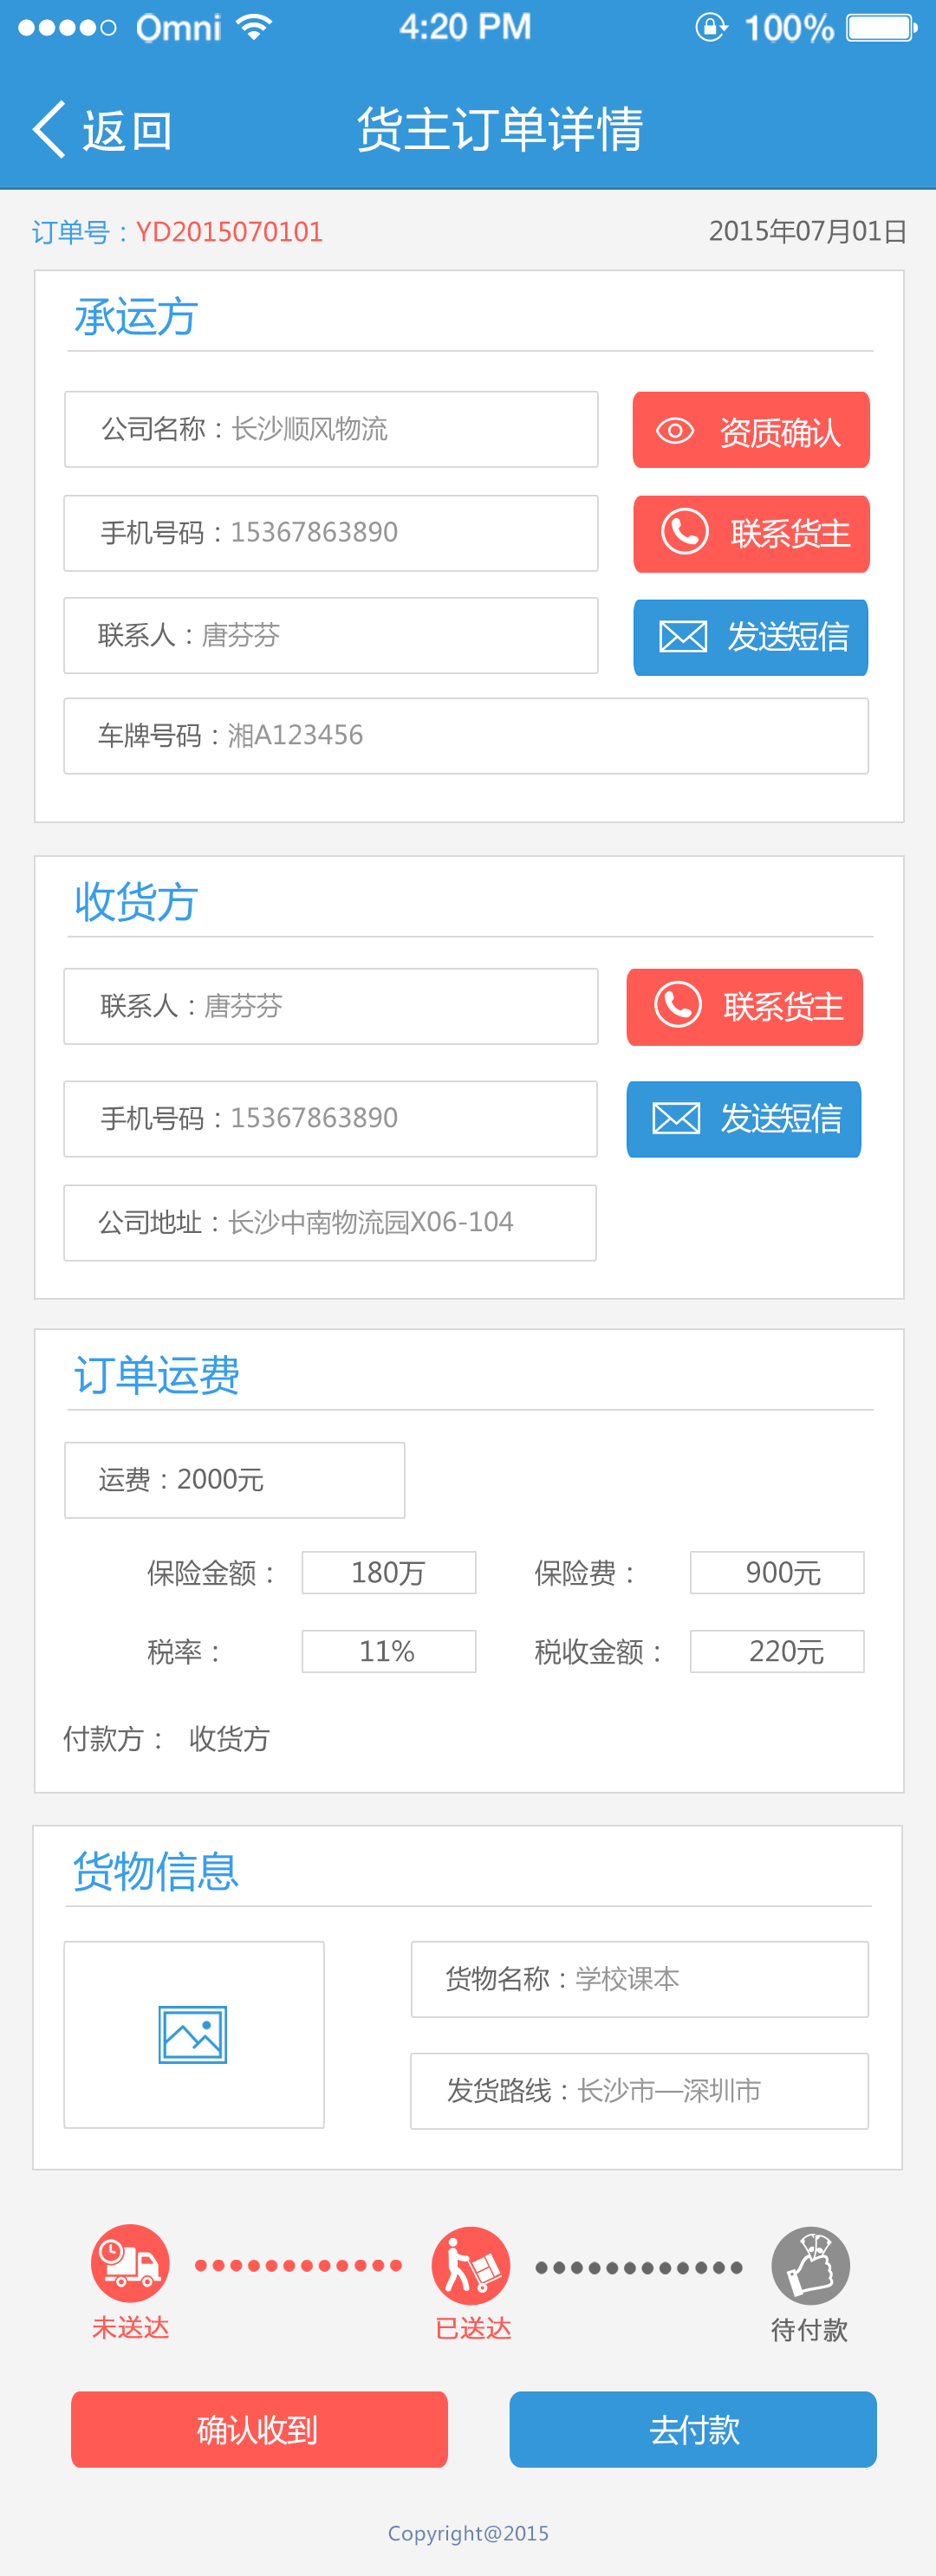 Omni 4:20 PM 100%
返回 货主订单详情
订单号：YD2015070101 2015年07月01日
承运方
公司名称：长沙顺风物流 资质确认
手机号码：15367863890 联系货主
联系人：唐芬芬 发送短信
车牌号码：湘A123456
收货方
联系人：唐芬芬 联系货主
手机号码：15367863890 发送短信
公司地址：长沙中南物流园X06-104
订单运费
运费：2000元
保险金额： 180万 保险费： 900元
税率： 11% 税收金额： 220元
付款方： 收货方
货物信息
货物名称：学校课本
发货路线：长沙市—深圳市
未送达 已送达 待付款
确认收到 去付款
Copyright@2015